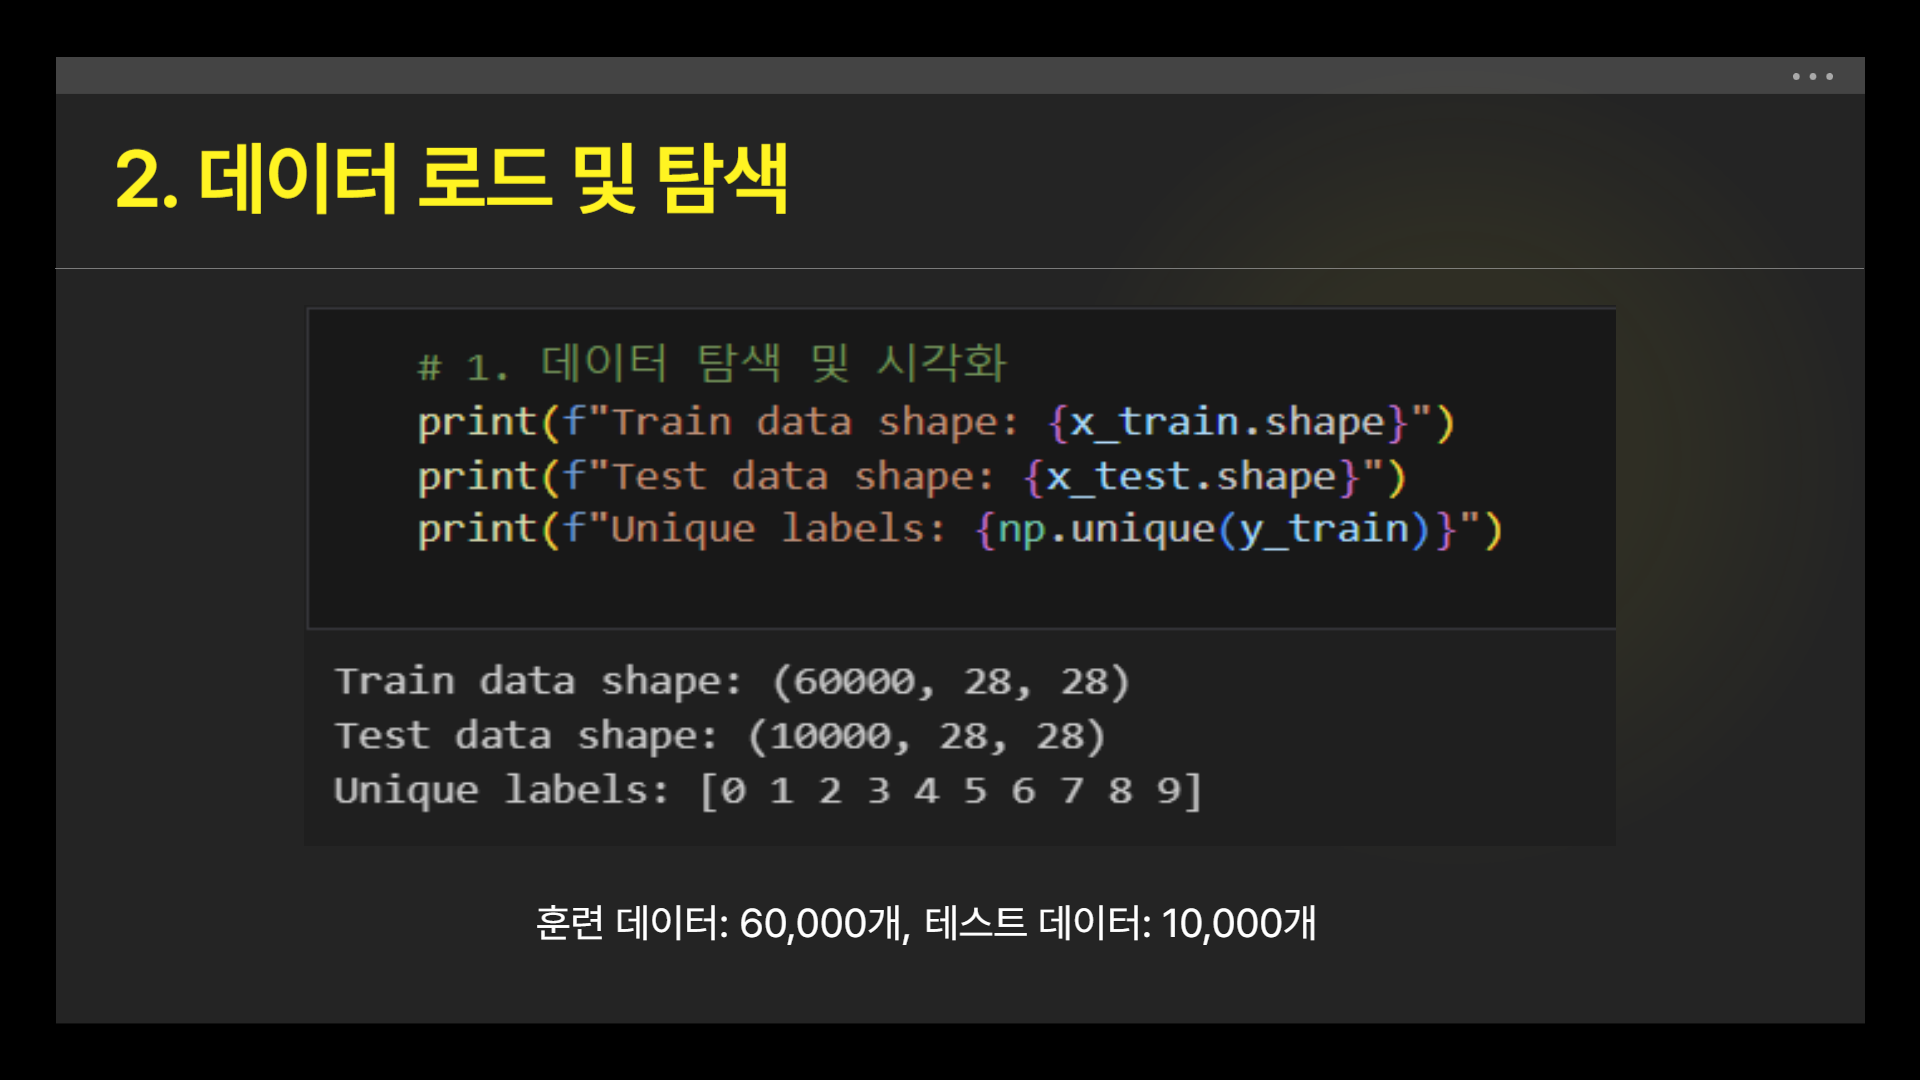 2. 데이터 로드 및 탐색
# 1. 데이터 탐색 및 시각화
print(f"Train data shape: {x_train.shape}")
print(f"Test data shape: {x_test.shape}")
print(f"Unique labels: {np.unique(y_train)}")
Train data shape: (60000, 28, 28)
Test data shape: (10000, 28, 28)
Unique labels: [0 1 2 3 4 5 6 7 8 9]
훈련 데이터: 60,000개, 테스트 데이터: 10,000개